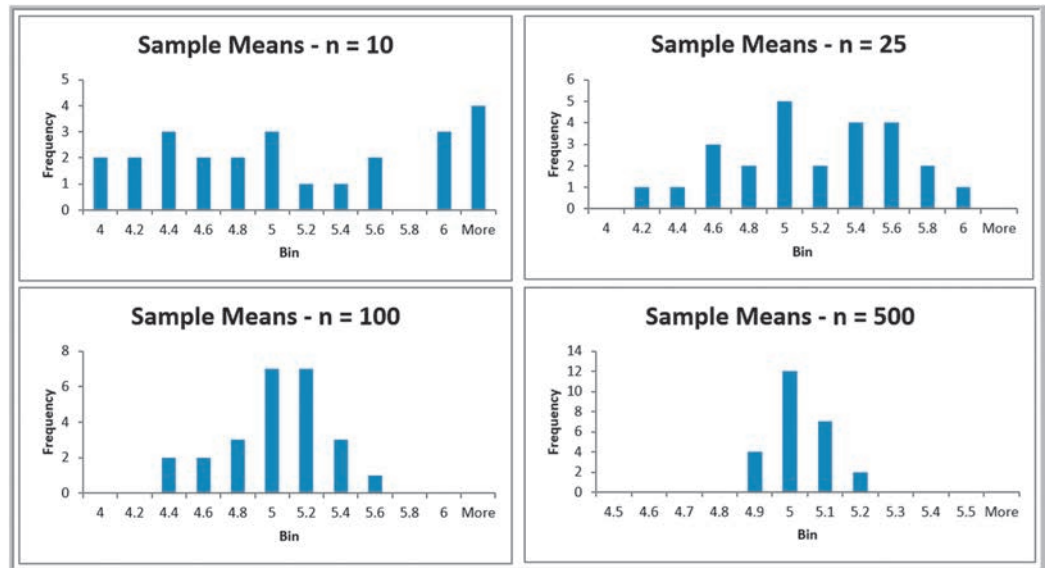 Sample Means - n = 10
5
4
3
2
1
0
Frequency
4 4.2 4.4 4.6 4.8 5 5.2 5.4 5.6 5.8 6 More
Bin
Sample Means - n = 25
6
5
4
3
2
1
0
Frequency
4 4.2 4.4 4.6 4.8 5 5.2 5.4 5.6 5.8 6 More
Bin
Sample Means - n = 100
8
6
4
2
0
Frequency
4 4.2 4.4 4.6 4.8 5 5.2 5.4 5.6 5.8 6 More
Bin
Sample Means - n = 500
14
12
10
8
6
4
2
0
Frequency
4.5 4.6 4.7 4.8 4.9 5 5.1 5.2 5.3 5.4 5.5 More
Bin